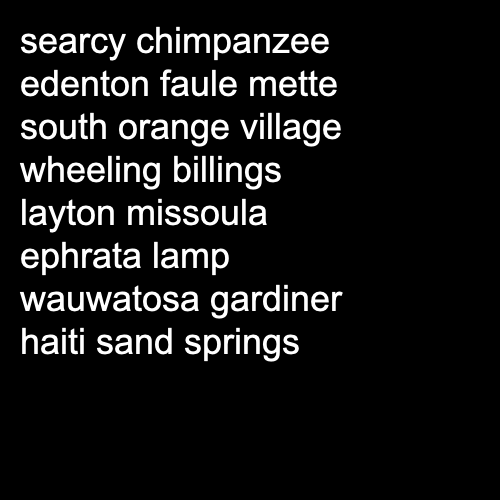 searcy chimpanzee
edenton faule mette
south orange village
wheeling billings
layton missoula
ephrata lamp
wauwatosa gardiner
haiti sand springs